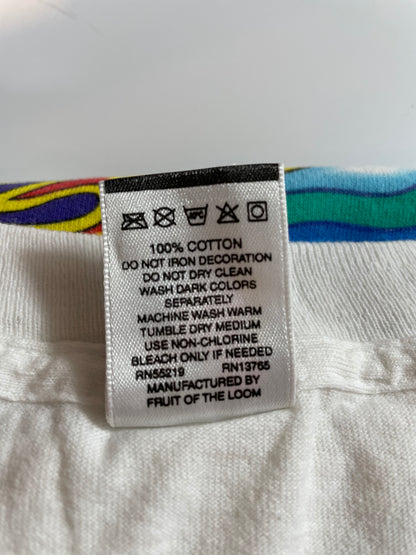 40°C
100% COTTON
DO NOT IRON DECORATION
DO NOT DRY CLEAN
WASH DARK COLORS
SEPARATELY
MACHINE WASH WARM
TUMBLE DRY MEDIUM
USE NON-CHLORINE
BLEACH ONLY IF NEEDED
RN55219 RN13765
MANUFACTURED BY
FRUIT OF THE LOOM